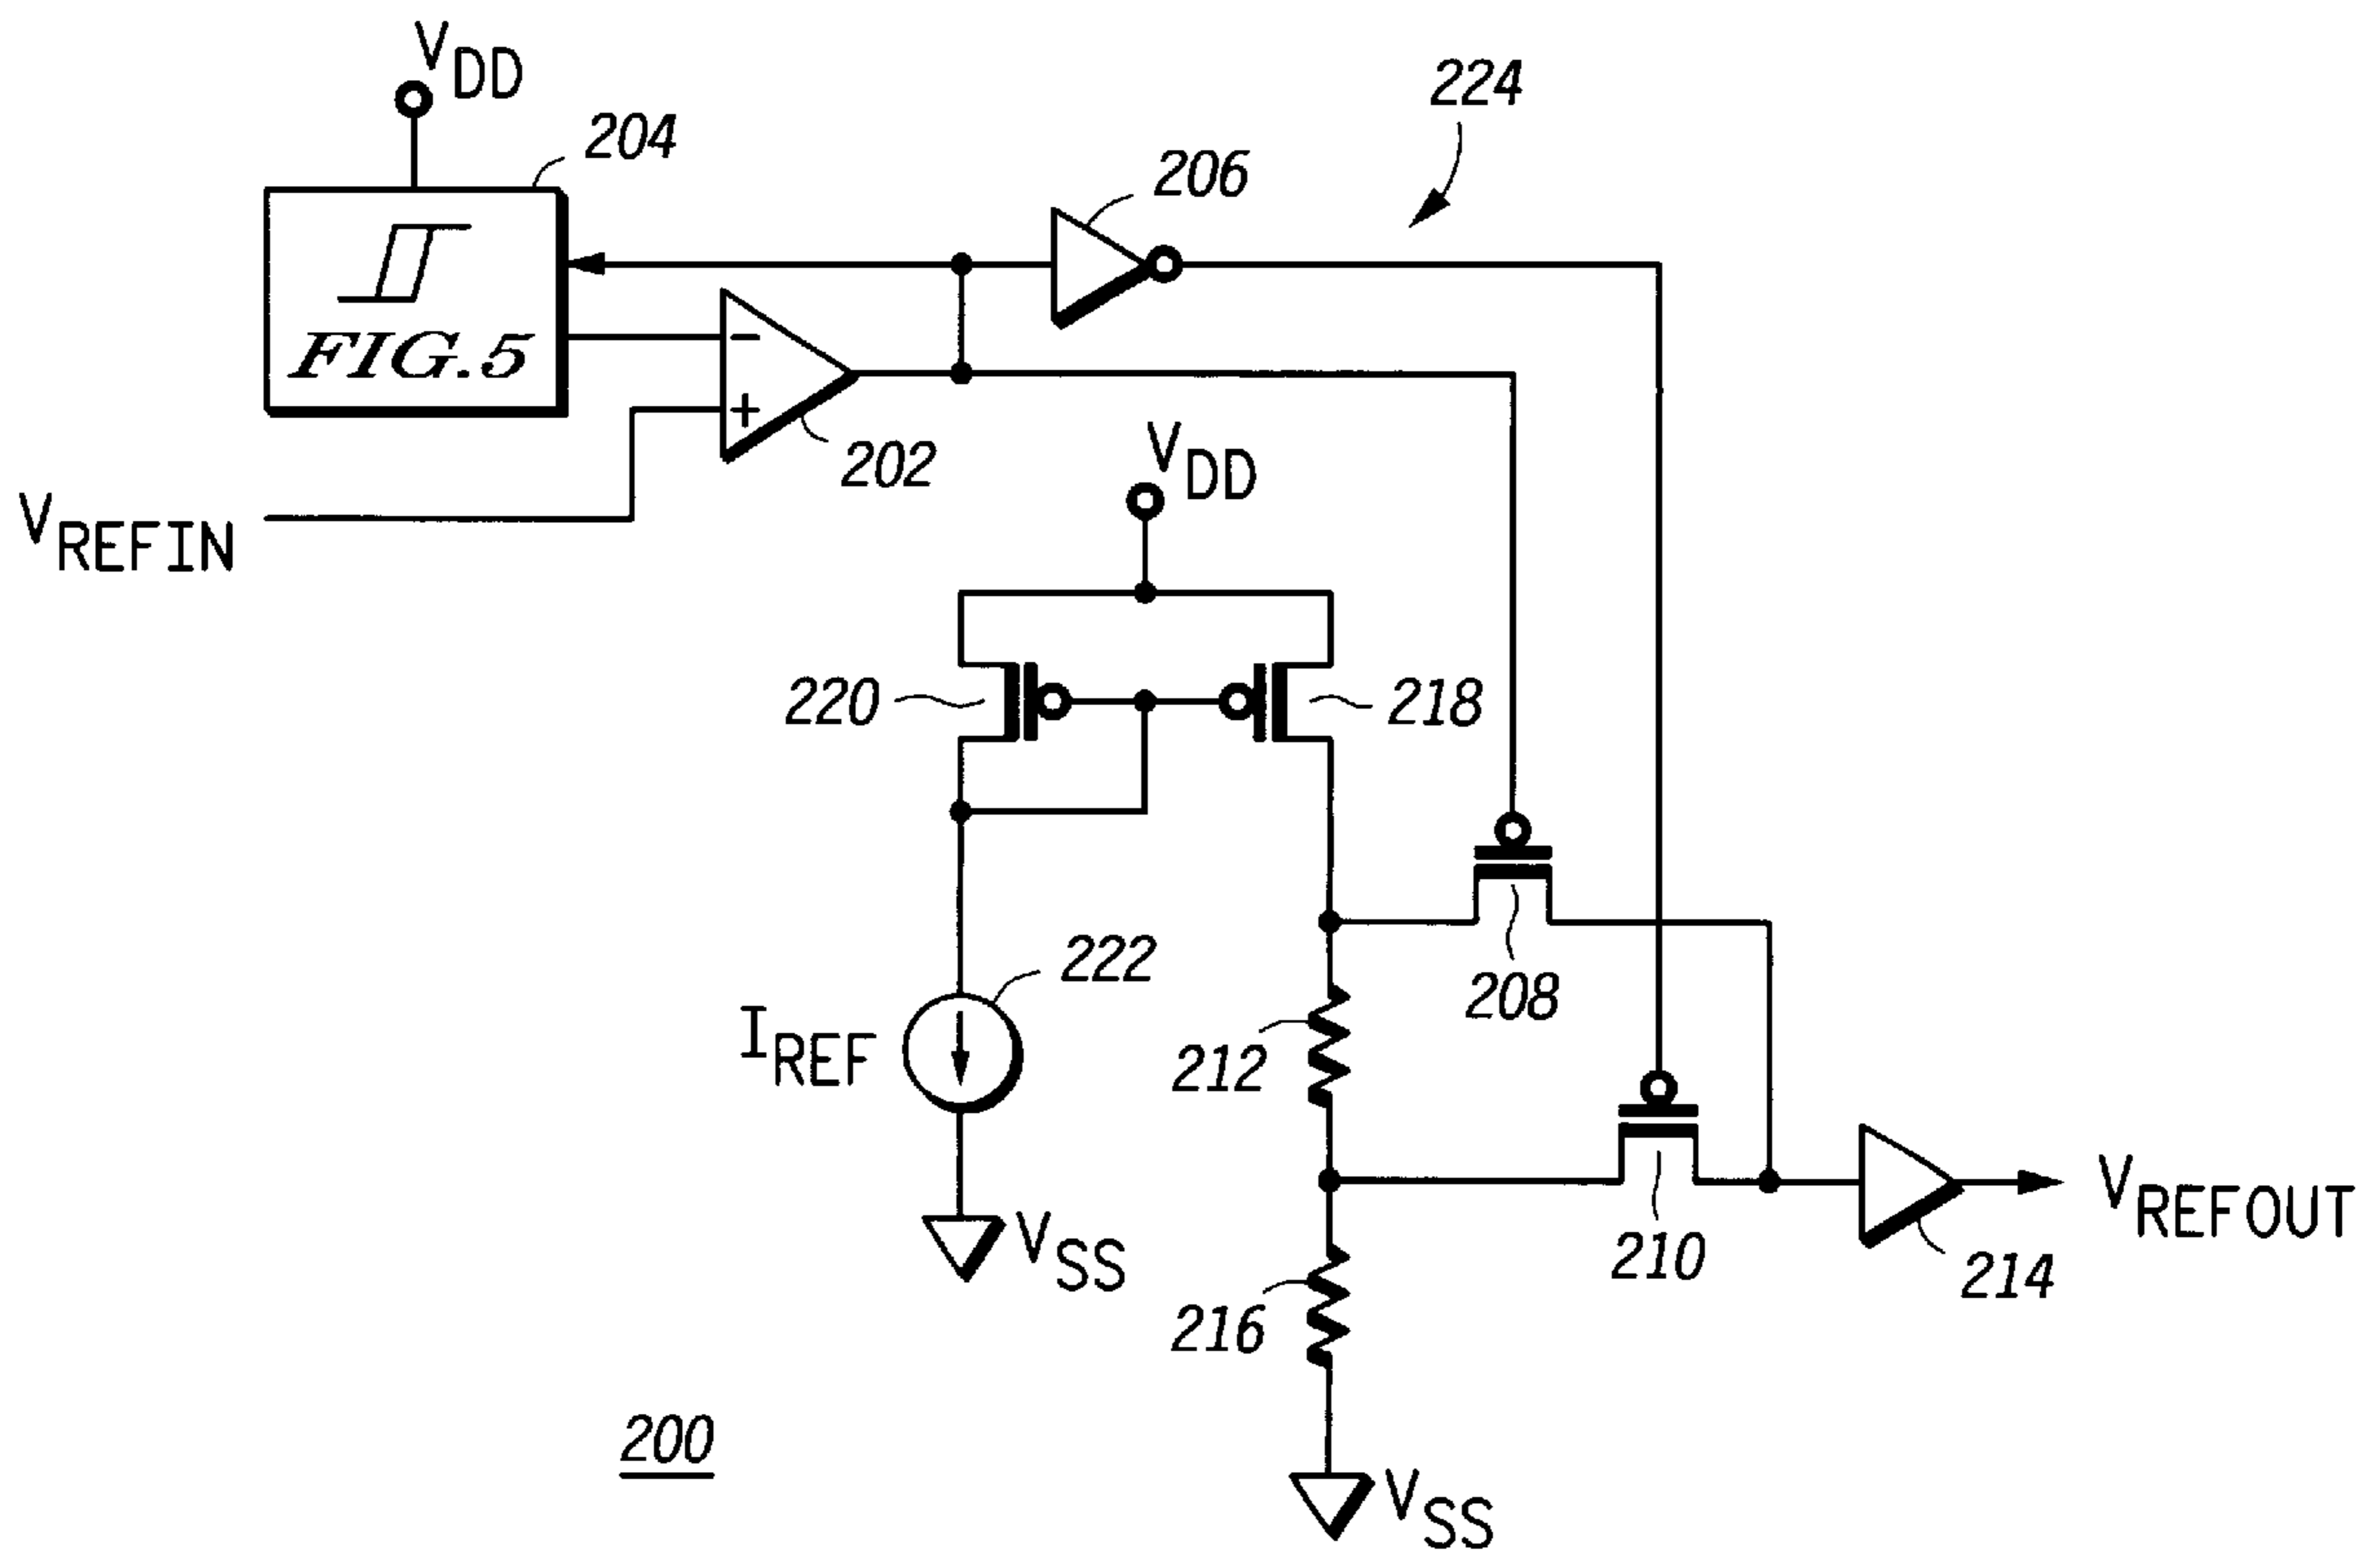 VDD
204
224
206
FIG.5
-
+
202
VREFIN
VDD
220
218
222
208
IREF
212
VSS
VREFOUT
210
214
216
200
VSS